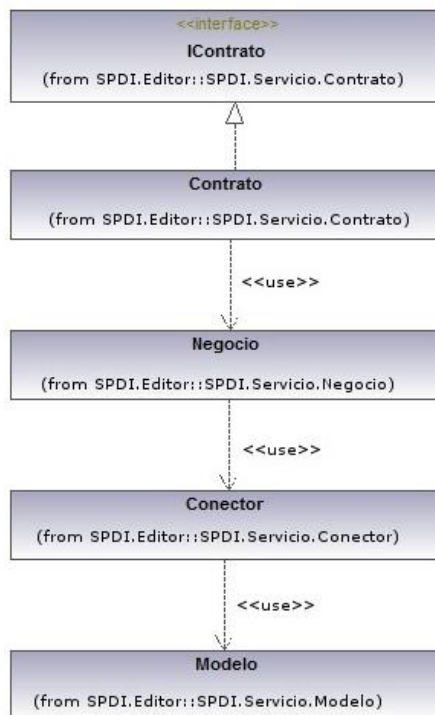 <<interface>>
IContrato
(from SPDI.Editor::SPDI.Servicio.Contrato)
Contrato
(from SPDI.Editor::SPDI.Servicio.Contrato)
<<use>>
Negocio
(from SPDI.Editor::SPDI.Servicio.Negocio)
<<use>>
Conector
(from SPDI.Editor::SPDI.Servicio.Conector)
<<use>>
Modelo
(from SPDI.Editor::SPDI.Servicio.Modelo)